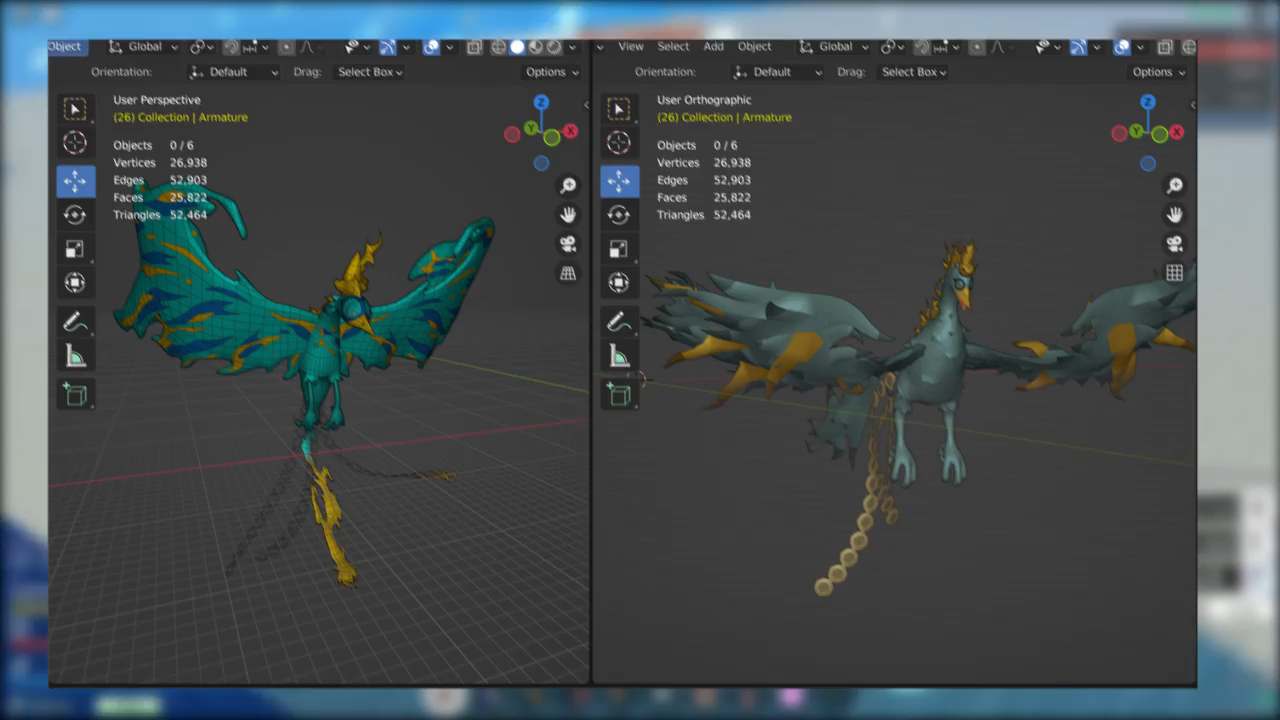 Object Global
Orientation: Default Drag: Select Box Options
User Perspective
(26) Collection | Armature
Objects 0 / 6
Vertices 26,938
Edges 52,903
Faces 25,822
Triangles 52,464
Z
Y
X
View Select Add Object Global
Orientation: Default Drag: Select Box Options
User Orthographic
(26) Collection | Armature
Objects 0 / 6
Vertices 26,938
Edges 52,903
Faces 25,822
Triangles 52,464
Z
Y
X